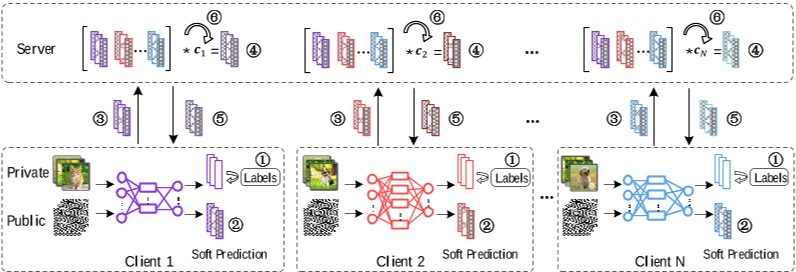 ⑥ ⑥ ⑥
Server [ ... ] * c₁ = ④ [ ... ] * c₂ = ④ ... [ ... ] * c_N = ④
③ ⑤ ③ ⑤ ... ③ ⑤
Private ① Labels ① Labels ① Labels
...
Public ② ② ②
Soft Prediction Soft Prediction Soft Prediction
Client 1 Client 2 Client N